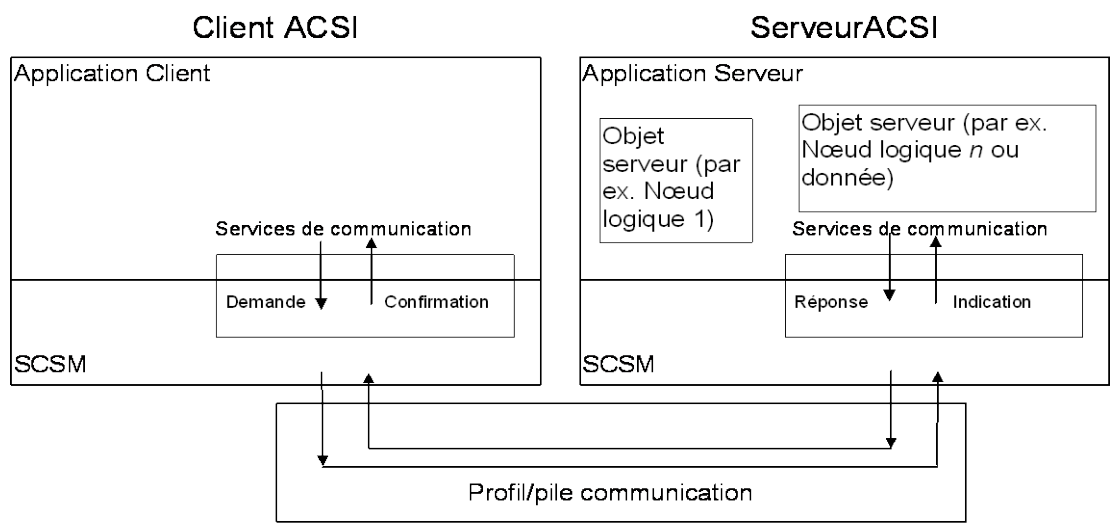 Client ACSI
ServeurACSI
Application Client
Application Serveur
Objet
serveur (par
ex. Nœud
logique 1)
Objet serveur (par ex.
Nœud logique n ou
donnée)
Services de communication
Services de communication
Demande
Confirmation
Réponse
Indication
SCSM
SCSM
Profil/pile communication